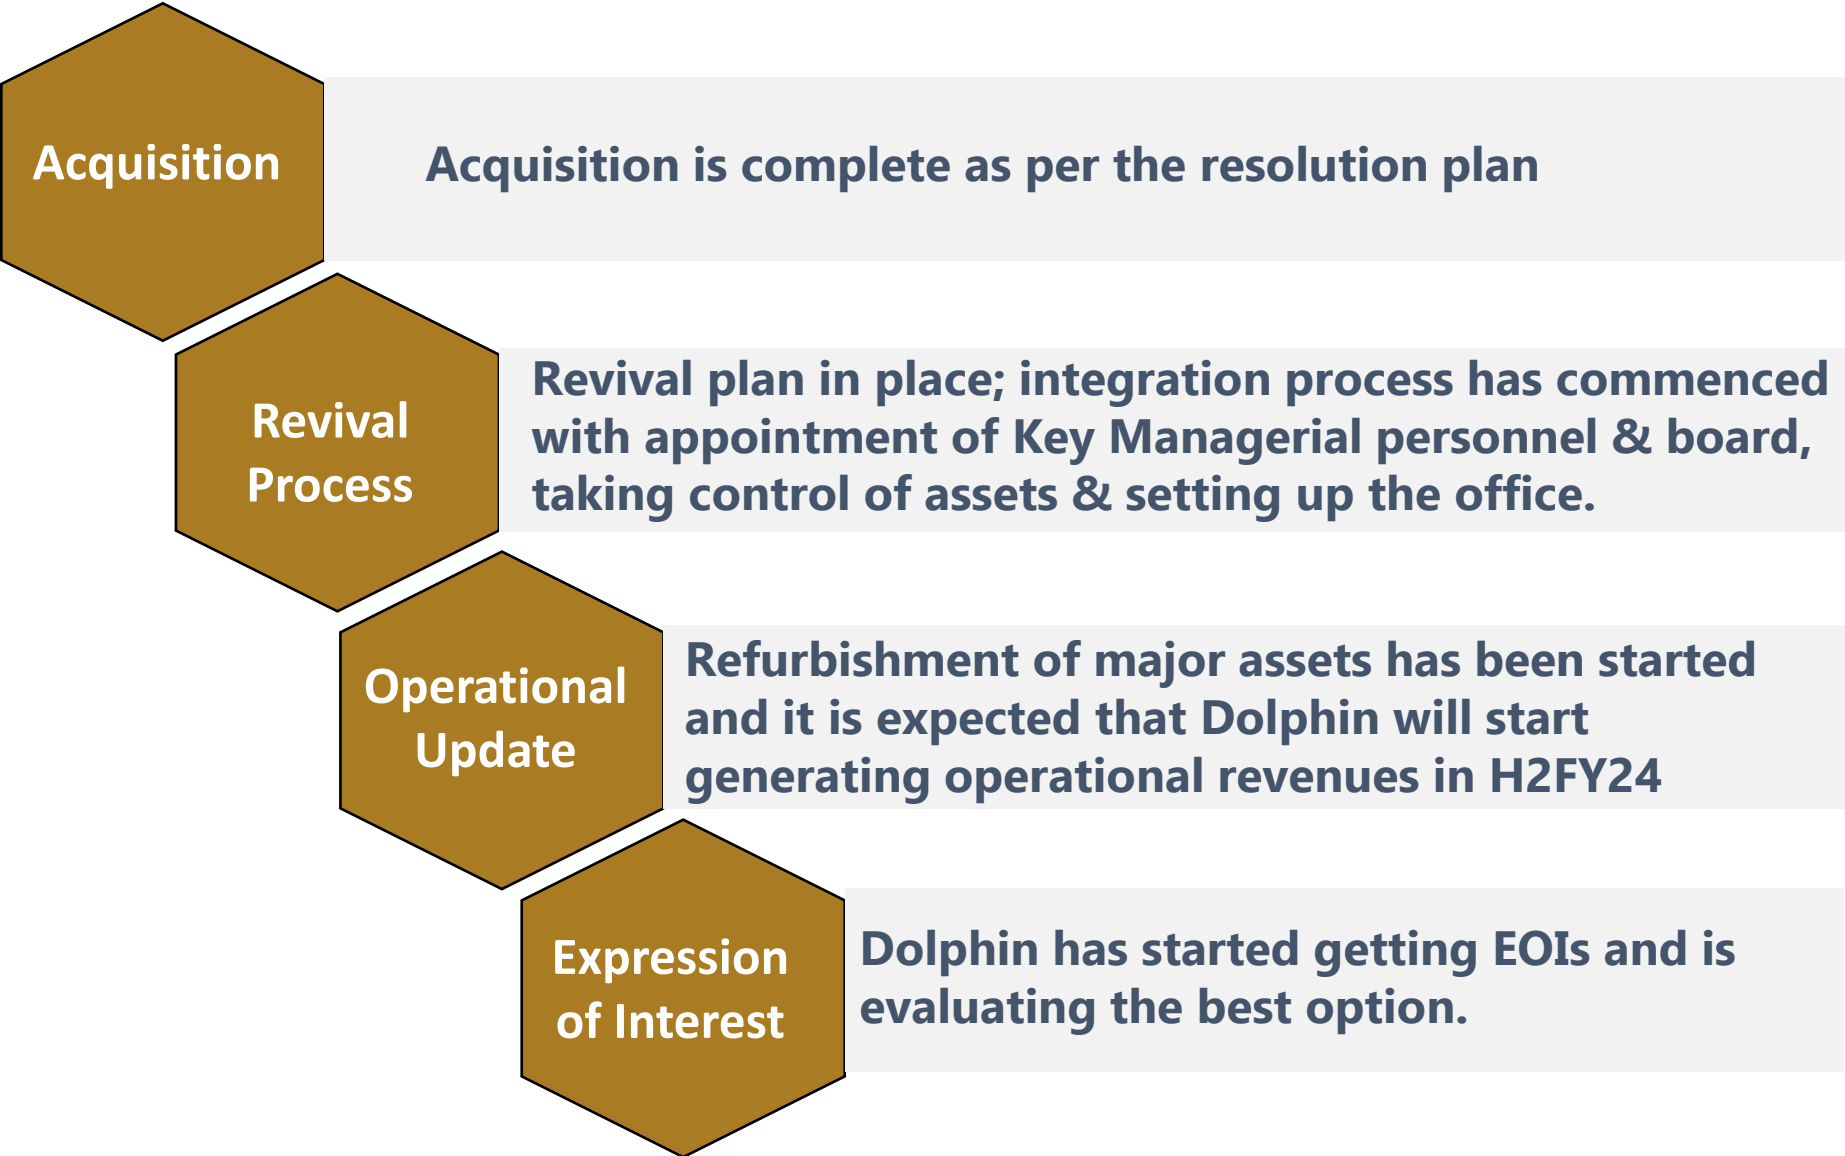 Acquisition
Acquisition is complete as per the resolution plan
Revival
Process
Revival plan in place; integration process has commenced
with appointment of Key Managerial personnel & board,
taking control of assets & setting up the office.
Operational
Update
Refurbishment of major assets has been started
and it is expected that Dolphin will start
generating operational revenues in H2FY24
Expression
of Interest
Dolphin has started getting EOIs and is
evaluating the best option.